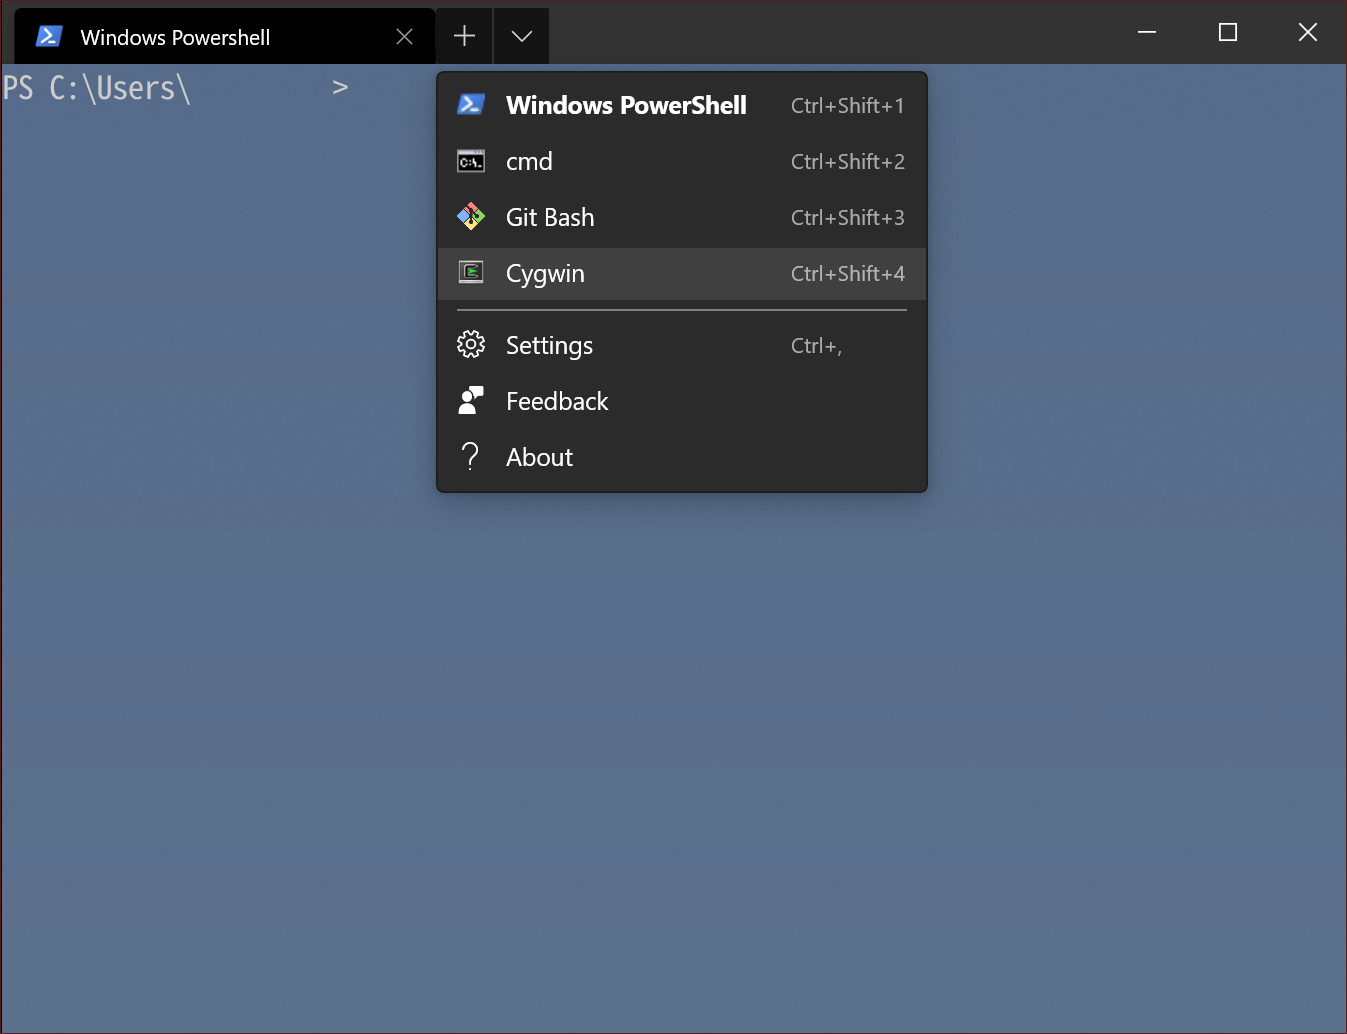 Windows Powershell
PS C:\Users\ >
Windows PowerShell Ctrl+Shift+1
cmd Ctrl+Shift+2
Git Bash Ctrl+Shift+3
Cygwin Ctrl+Shift+4
Settings Ctrl+,
Feedback
About